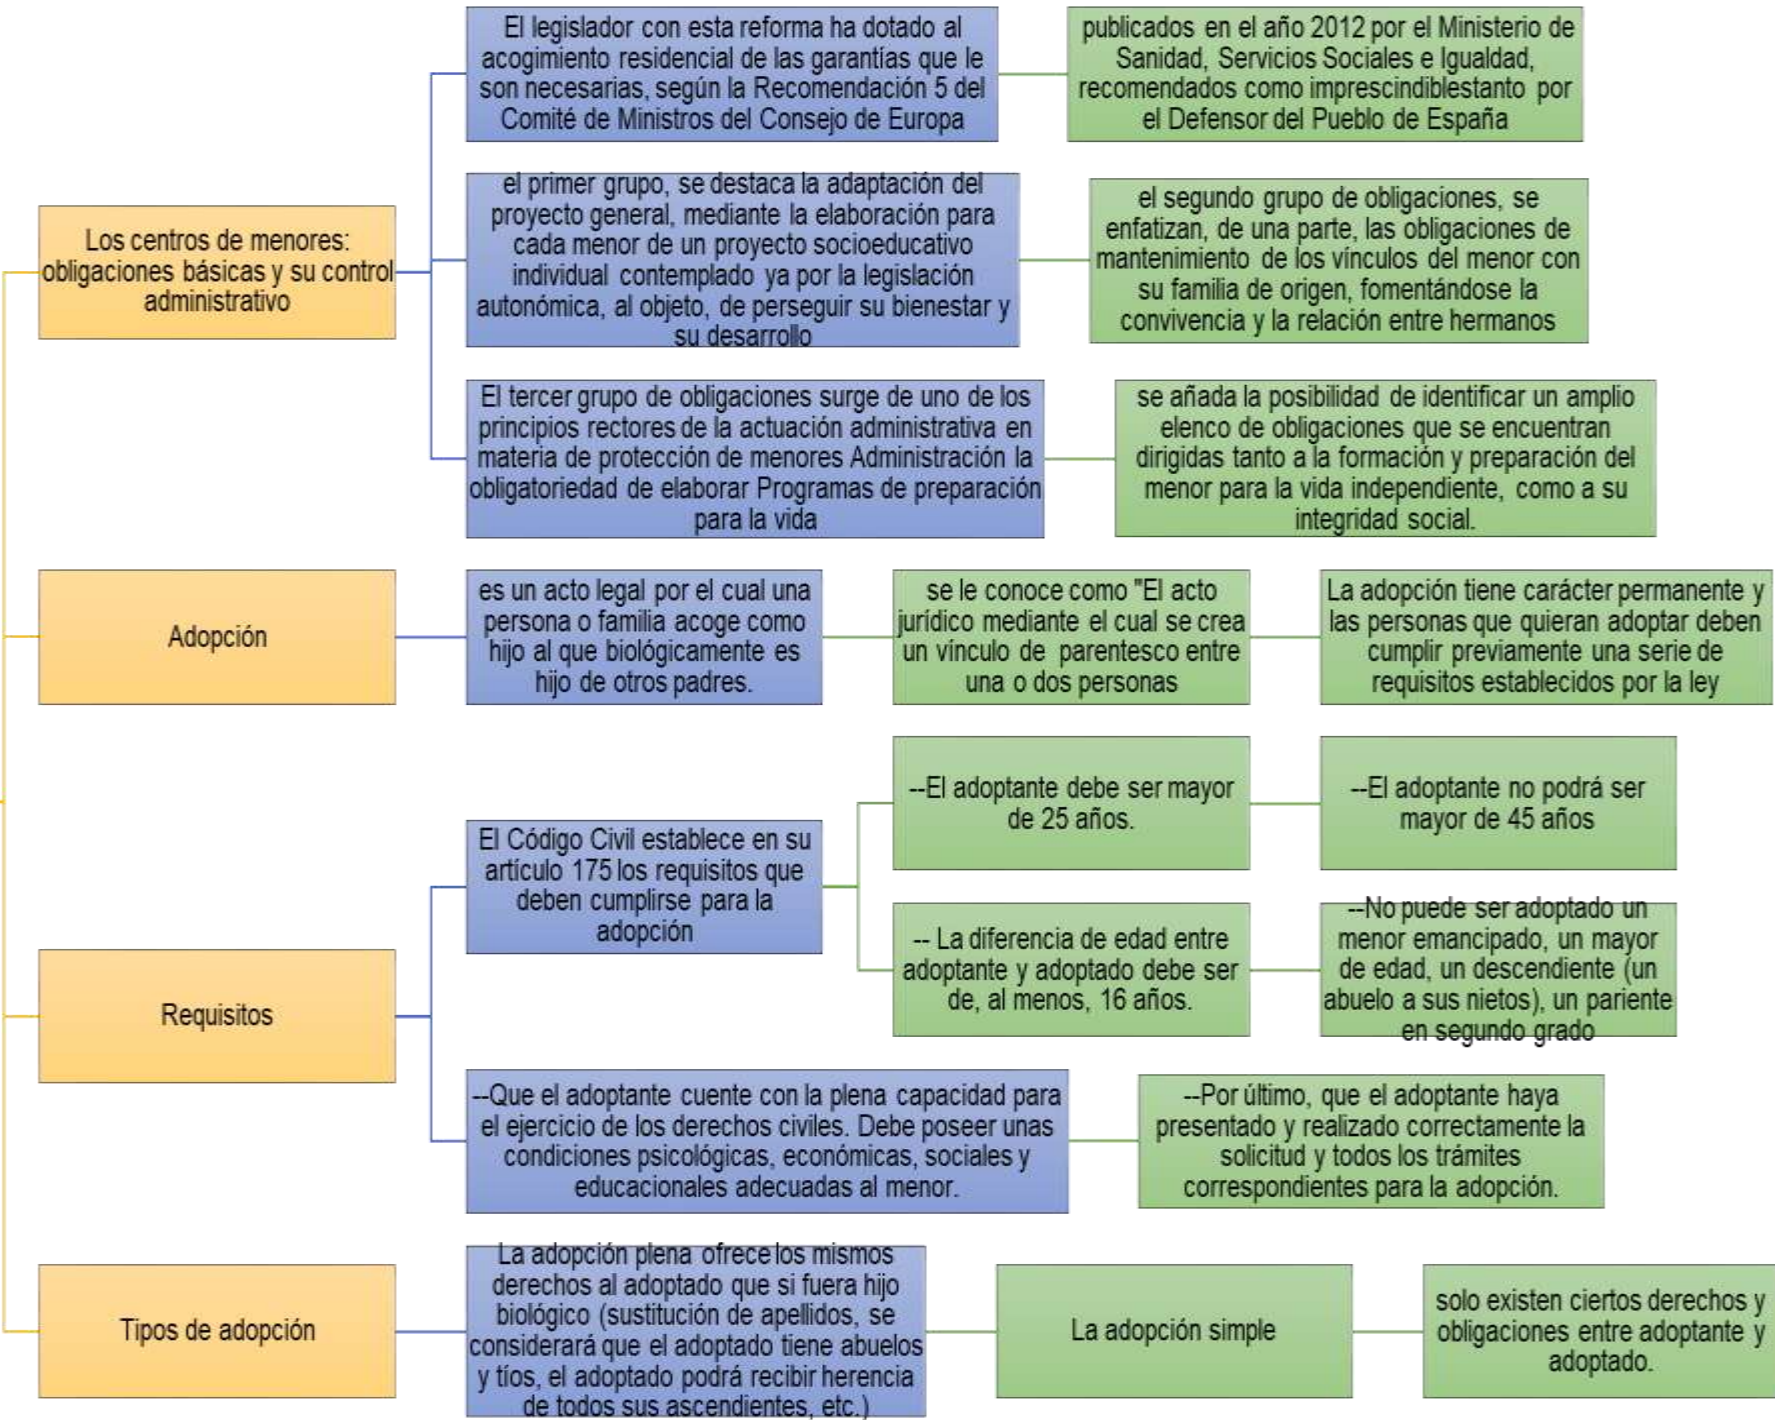 El legislador con esta reforma ha dotado al
acogimiento residencial de las garantías que le
son necesarias, según la Recomendación 5 del
Comité de Ministros del Consejo de Europa
publicados en el año 2012 por el Ministerio de
Sanidad, Servicios Sociales e Igualdad,
recomendados como imprescindiblestanto por
el Defensor del Pueblo de España
Los centros de menores:
obligaciones básicas y su control
administrativo
el primer grupo, se destaca la adaptación del
proyecto general, mediante la elaboración para
cada menor de un proyecto socioeducativo
individual contemplado ya por la legislación
autonómica, al objeto, de perseguir su bienestar y
su desarrollo
el segundo grupo de obligaciones, se
enfatizan, de una parte, las obligaciones de
mantenimiento de los vínculos del menor con
su familia de origen, fomentándose la
convivencia y la relación entre hermanos
El tercer grupo de obligaciones surge de uno de los
principios rectores de la actuación administrativa en
materia de protección de menores Administración la
obligatoriedad de elaborar Programas de preparación
para la vida
se añada la posibilidad de identificar un amplio
elenco de obligaciones que se encuentran
dirigidas tanto a la formación y preparación del
menor para la vida independiente, como a su
integridad social.
Adopción
es un acto legal por el cual una
persona o familia acoge como
hijo al que biológicamente es
hijo de otros padres.
se le conoce como "El acto
jurídico mediante el cual se crea
un vínculo de parentesco entre
una o dos personas
La adopción tiene carácter permanente y
las personas que quieran adoptar deben
cumplir previamente una serie de
requisitos establecidos por la ley
Requisitos
El Código Civil establece en su
artículo 175 los requisitos que
deben cumplirse para la
adopción
--El adoptante debe ser mayor
de 25 años.
--El adoptante no podrá ser
mayor de 45 años
-- La diferencia de edad entre
adoptante y adoptado debe ser
de, al menos, 16 años.
--No puede ser adoptado un
menor emancipado, un mayor
de edad, un descendiente (un
abuelo a sus nietos), un pariente
en segundo grado
--Que el adoptante cuente con la plena capacidad para
el ejercicio de los derechos civiles. Debe poseer unas
condiciones psicológicas, económicas, sociales y
educacionales adecuadas al menor.
--Por último, que el adoptante haya
presentado y realizado correctamente la
solicitud y todos los trámites
correspondientes para la adopción.
Tipos de adopción
La adopción plena ofrece los mismos
derechos al adoptado que si fuera hijo
biológico (sustitución de apellidos, se
considerará que el adoptado tiene abuelos
y tíos, el adoptado podrá recibir herencia
de todos sus ascendientes, etc.)
La adopción simple
solo existen ciertos derechos y
obligaciones entre adoptante y
adoptado.